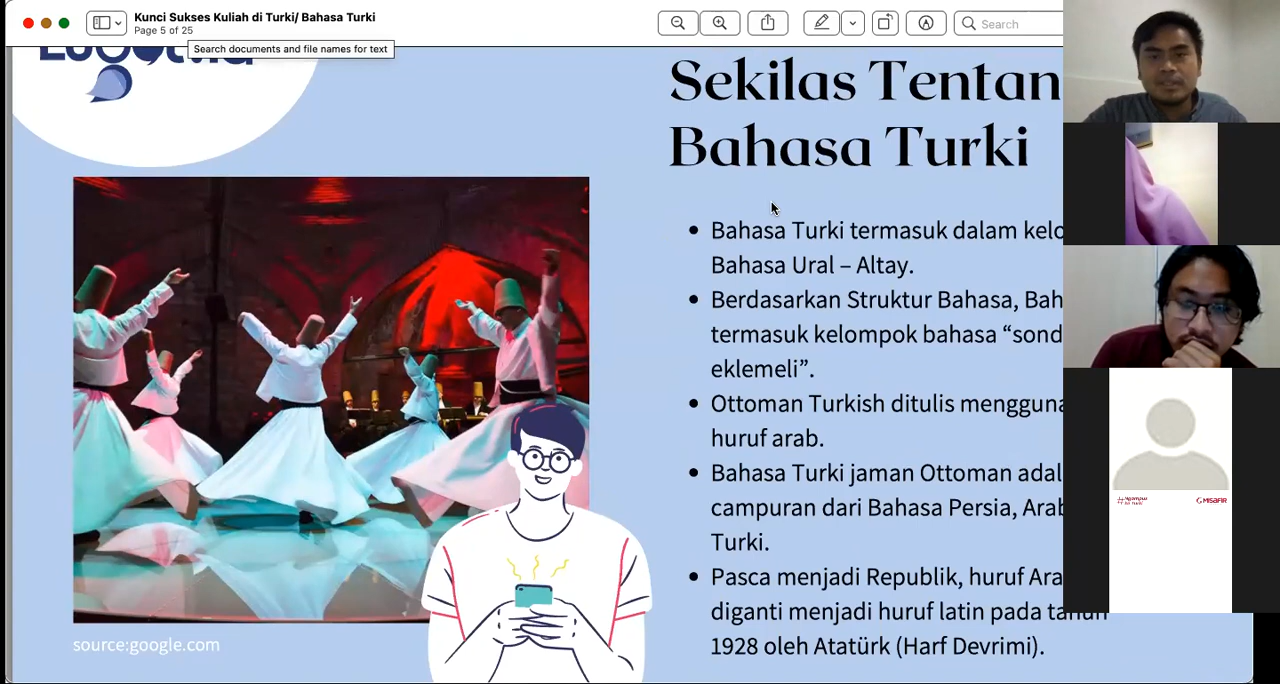 Kunci Sukses Kuliah di Turki/ Bahasa Turki
Page 5 of 25
Search
Search documents and file names for text
Sekilas Tentan
Bahasa Turki
Bahasa Turki termasuk dalam kelo
Bahasa Ural – Altay.
Berdasarkan Struktur Bahasa, Bah
termasuk kelompok bahasa “sond
eklemeli”.
Ottoman Turkish ditulis mengguna
huruf arab.
Bahasa Turki jaman Ottoman adal
campuran dari Bahasa Persia, Arab
Turki.
Pasca menjadi Republik, huruf Ara
diganti menjadi huruf latin pada tahun
1928 oleh Atatürk (Harf Devrimi).
source:google.com
MISAFIR